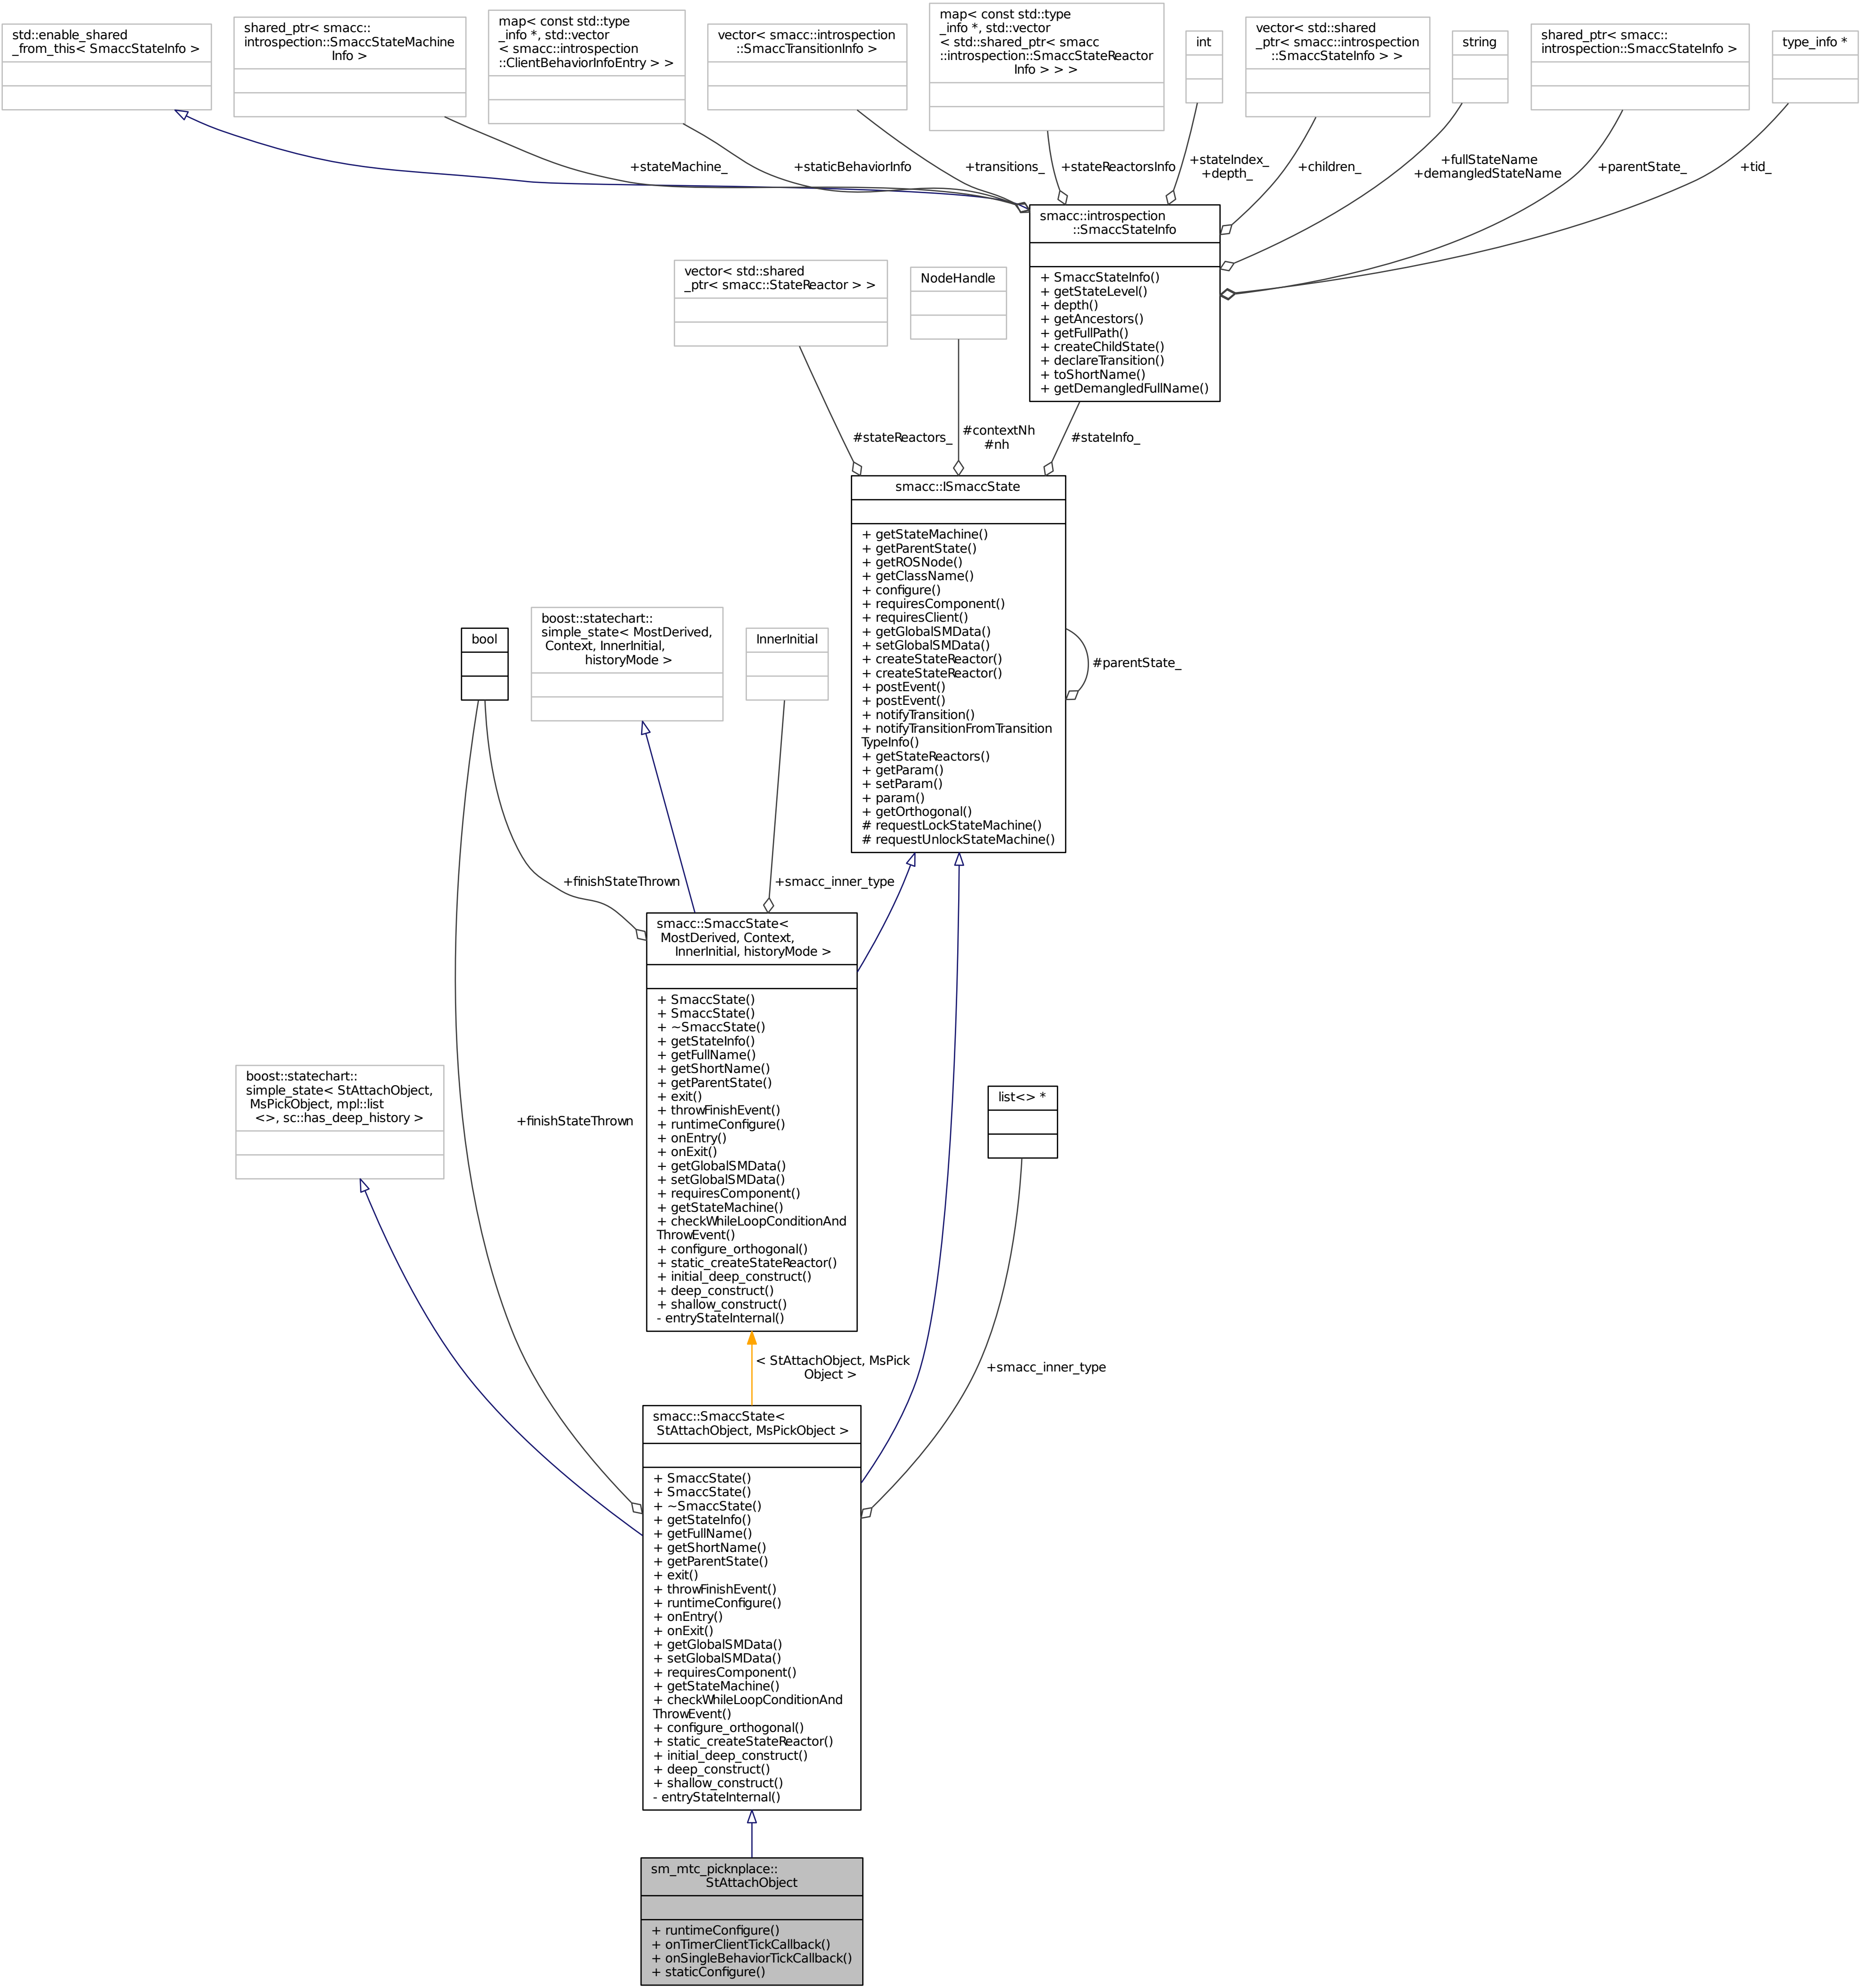 std::enable_shared
_from_this< SmaccStateInfo >
shared_ptr< smacc::
introspection::SmaccStateMachine
Info >
map< const std::type
_info *, std::vector
< smacc::introspection
::ClientBehaviorInfoEntry > >
vector< smacc::introspection
::SmaccTransitionInfo >
map< const std::type
_info *, std::vector
< std::shared_ptr< smacc
::introspection::SmaccStateReactor
Info > > >
int
vector< std::shared
_ptr< smacc::introspection
::SmaccStateInfo > >
string
shared_ptr< smacc::
introspection::SmaccStateInfo >
type_info *
+stateMachine_
+staticBehaviorInfo
+transitions_
+stateReactorsInfo
+stateIndex_
+depth_
+children_
+fullStateName
+demangledStateName
+parentState_
+tid_
smacc::introspection
::SmaccStateInfo
+ SmaccStateInfo()
+ getStateLevel()
+ depth()
+ getAncestors()
+ getFullPath()
+ createChildState()
+ declareTransition()
+ toShortName()
+ getDemangledFullName()
vector< std::shared
_ptr< smacc::StateReactor > >
NodeHandle
#stateReactors_
#contextNh
#nh
#stateInfo_
smacc::ISmaccState
+ getStateMachine()
+ getParentState()
+ getROSNode()
+ getClassName()
+ configure()
+ requiresComponent()
+ requiresClient()
+ getGlobalSMData()
+ setGlobalSMData()
+ createStateReactor()
+ createStateReactor()
+ postEvent()
+ postEvent()
+ notifyTransition()
+ notifyTransitionFromTransition
TypeInfo()
+ getStateReactors()
+ getParam()
+ setParam()
+ param()
+ getOrthogonal()
# requestLockStateMachine()
# requestUnlockStateMachine()
#parentState_
bool
boost::statechart::
simple_state< MostDerived,
Context, InnerInitial,
historyMode >
InnerInitial
+finishStateThrown
+smacc_inner_type
smacc::SmaccState<
MostDerived, Context,
InnerInitial, historyMode >
+ SmaccState()
+ SmaccState()
+ ~SmaccState()
+ getStateInfo()
+ getFullName()
+ getShortName()
+ getParentState()
+ exit()
+ throwFinishEvent()
+ runtimeConfigure()
+ onEntry()
+ onExit()
+ getGlobalSMData()
+ setGlobalSMData()
+ requiresComponent()
+ getStateMachine()
+ checkWhileLoopConditionAnd
ThrowEvent()
+ configure_orthogonal()
+ static_createStateReactor()
+ initial_deep_construct()
+ deep_construct()
+ shallow_construct()
- entryStateInternal()
boost::statechart::
simple_state< StAttachObject,
MsPickObject, mpl::list
<>, sc::has_deep_history >
+finishStateThrown
list<> *
< StAttachObject, MsPick
Object >
+smacc_inner_type
smacc::SmaccState<
StAttachObject, MsPickObject >
+ SmaccState()
+ SmaccState()
+ ~SmaccState()
+ getStateInfo()
+ getFullName()
+ getShortName()
+ getParentState()
+ exit()
+ throwFinishEvent()
+ runtimeConfigure()
+ onEntry()
+ onExit()
+ getGlobalSMData()
+ setGlobalSMData()
+ requiresComponent()
+ getStateMachine()
+ checkWhileLoopConditionAnd
ThrowEvent()
+ configure_orthogonal()
+ static_createStateReactor()
+ initial_deep_construct()
+ deep_construct()
+ shallow_construct()
- entryStateInternal()
sm_mtc_picknplace::
StAttachObject
+ runtimeConfigure()
+ onTimerClientTickCallback()
+ onSingleBehaviorTickCallback()
+ staticConfigure()